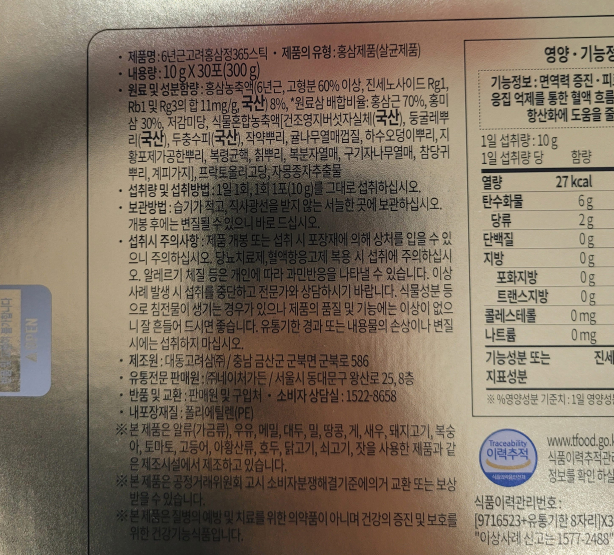 · 제품명 : 6년근고려홍삼정365스틱 · 제품의 유형 : 홍삼제품(살균제품)
· 내용량 : 10 g X 30포(300 g)
· 원료 및 성분함량 : 홍삼농축액[6년근, 고형분 60% 이상, 진세노사이드 Rg1,
Rb1 및 Rg3의 합 11mg/g, 국산) 8%, *원료삼 배합비율: 홍삼근 70%, 홍미
삼 30%, 저감미당, 식물혼합농축액[건조영지버섯자실체(국산), 둥굴레뿌
리(국산), 두충수피(국산), 작약뿌리, 귤나무열매껍질, 하수오덩이뿌리, 지
황포제가공한뿌리, 복령균핵, 칡뿌리, 복분자열매, 구기자나무열매, 참당귀
뿌리, 계피가지], 프락토올리고당, 자몽종자추출물
· 섭취량 및 섭취방법 : 1일 1회, 1회 1포(10 g)를 그대로 섭취하십시오.
· 보관방법 : 습기가 적고, 직사광선을 받지 않는 서늘한 곳에 보관하십시오.
개봉 후에는 변질될 수 있으니 바로 드십시오.
· 섭취시 주의사항 : 제품 개봉 또는 섭취 시 포장재에 의해 상처를 입을 수 있
으니 주의하십시오. 당뇨치료제, 혈액항응고제 복용 시 섭취에 주의하십시
오. 알레르기 체질 등은 개인에 따라 과민반응을 나타낼 수 있습니다. 이상
사례 발생 시 섭취를 중단하고 전문가와 상담하시기 바랍니다. 식물성분 등
으로 침전물이 생기는 경우가 있으나 제품의 품질 및 기능에는 이상이 없으
니 잘 흔들어 드시면 좋습니다. 유통기한 경과 또는 내용물의 손상이나 변질
시에는 섭취하지 마십시오.
· 제조원 : 대동고려삼㈜ / 충남 금산군 군북면 군북로 586
· 유통전문 판매원 : ㈜네이처가든 / 서울시 동대문구 왕산로 25, 8층
· 반품 및 교환 : 판매원 및 구입처 · 소비자 상담실 : 1522-8658
· 내포장재질 : 폴리에틸렌(PE)
※ 본 제품은 알류(가금류), 우유, 메밀, 대두, 밀, 땅콩, 게, 새우, 돼지고기, 복숭
아, 토마토, 고등어, 아황산류, 호두, 닭고기, 쇠고기, 잣을 사용한 제품과 같
은 제조시설에서 제조하고 있습니다.
※ 본 제품은 공정거래위원회 고시 소비자분쟁해결기준에의거 교환 또는 보상
받을 수 있습니다.
※ 본 제품은 질병의 예방 및 치료를 위한 의약품이 아니며 건강의 증진 및 보호를
위한 건강기능식품입니다.
영양 · 기능정
기능정보 : 면역력 증진 · 피
응집 억제를 통한 혈액 흐름
항산화에 도움을 줄
1일 섭취량 : 10 g
1일 섭취량 당 함량
열량 27 kcal
탄수화물 6 g
당류 2 g
단백질 0 g
지방 0 g
포화지방 0 g
트랜스지방 0 g
콜레스테롤 0 mg
나트륨 0 mg
기능성분 또는 진세
지표성분
※ %영양성분 기준치 : 1일 영양성
Traceability
이력추적
www.tfood.go.k
식품이력추적관리
정보를 확인 하실
식품이력관리번호 :
[9716523+유통기한 8자리]X3
"이상사례 신고는 1577-2488"